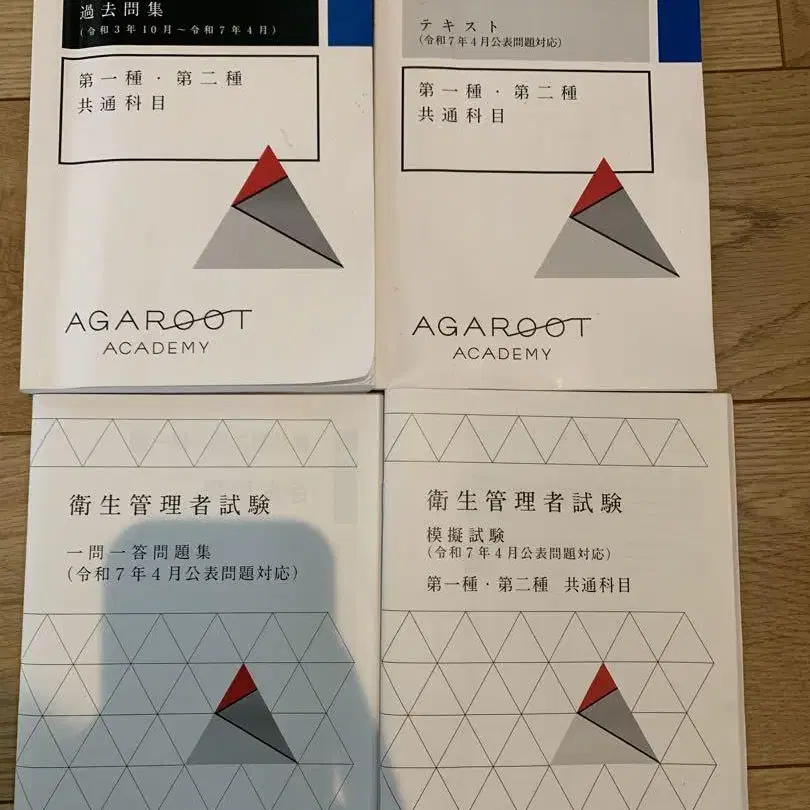 過去問集
(令和3年10月～令和7年4月)
第一種・第二種
共通科目
AGAROOT
ACADEMY
テキスト
(令和7年4月公表問題対応)
第一種・第二種
共通科目
AGAROOT
ACADEMY
衛生管理者試験
一問一答問題集
(令和7年4月公表問題対応)
衛生管理者試験
模擬試験
(令和7年4月公表問題対応)
第一種・第二種 共通科目